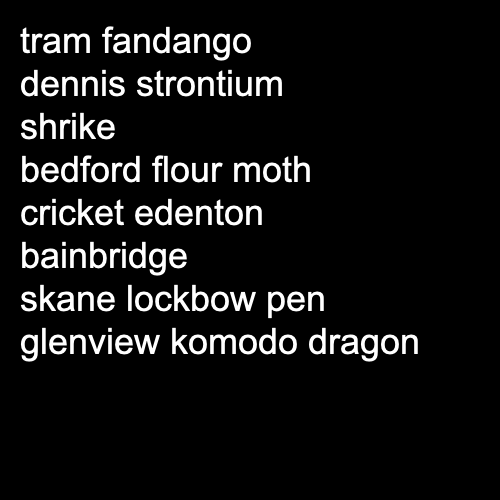 tram fandango
dennis strontium
shrike
bedford flour moth
cricket edenton
bainbridge
skane lockbow pen
glenview komodo dragon